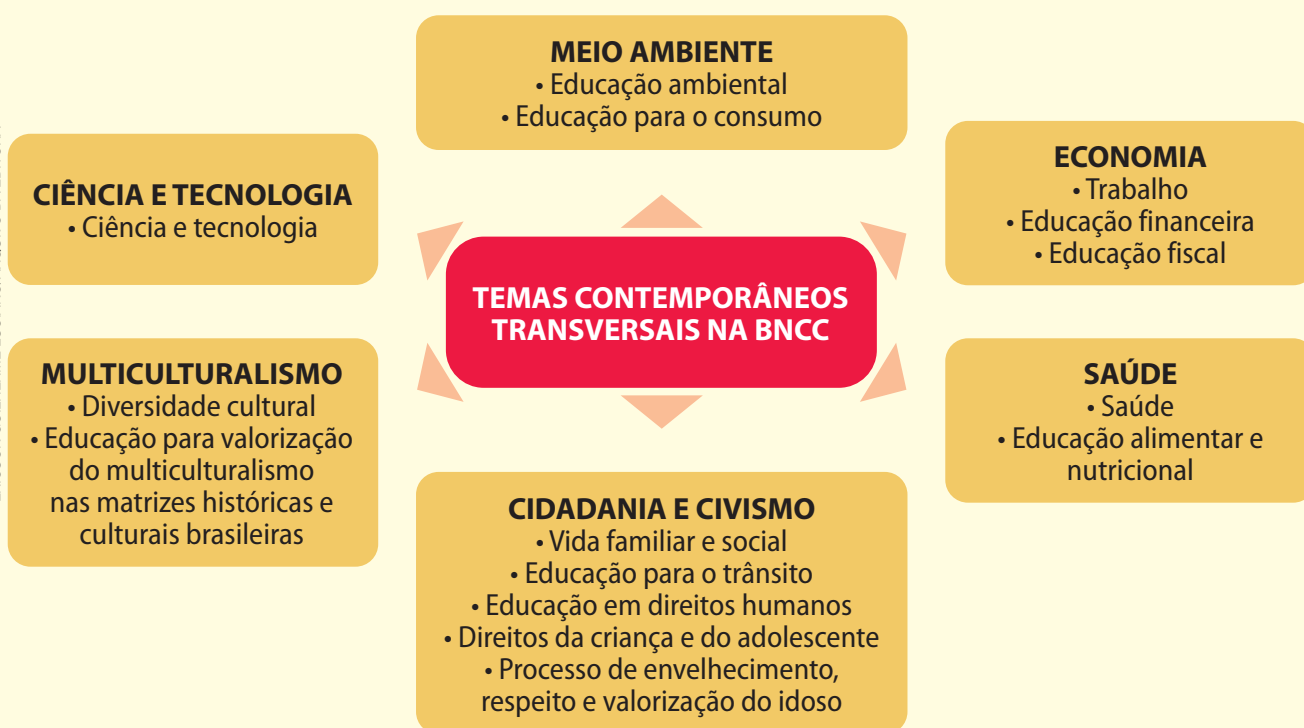 MEIO AMBIENTE
• Educação ambiental
• Educação para o consumo
CIÊNCIA E TECNOLOGIA
• Ciência e tecnologia
ECONOMIA
• Trabalho
• Educação financeira
• Educação fiscal
TEMAS CONTEMPORÂNEOS
TRANSVERSAIS NA BNCC
MULTICULTURALISMO
• Diversidade cultural
• Educação para valorização
do multiculturalismo
nas matrizes históricas e
culturais brasileiras
SAÚDE
• Saúde
• Educação alimentar e
nutricional
CIDADANIA E CIVISMO
• Vida familiar e social
• Educação para o trânsito
• Educação em direitos humanos
• Direitos da criança e do adolescente
• Processo de envelhecimento,
respeito e valorização do idoso